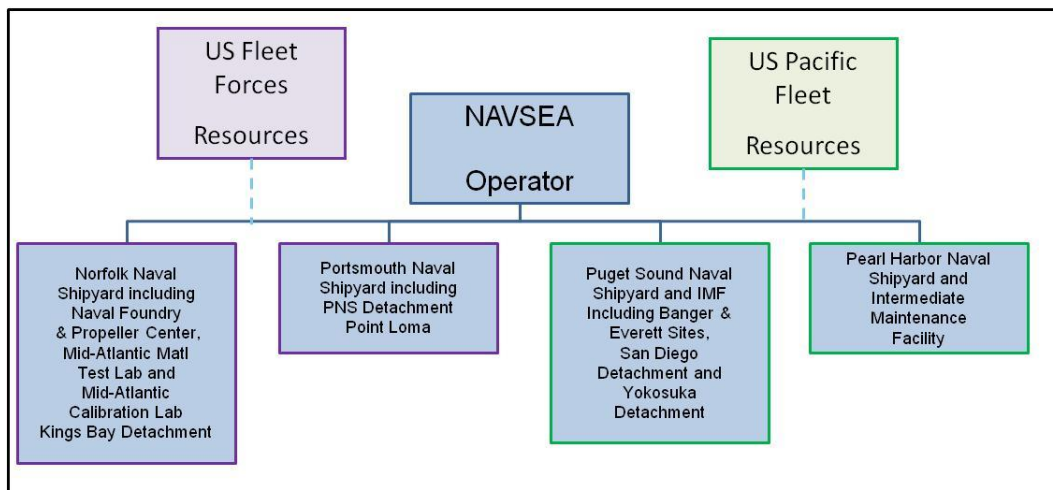 US Fleet
Forces
Resources
NAVSEA
Operator
US Pacific
Fleet
Resources
Norfolk Naval
Shipyard including
Naval Foundry
& Propeller Center,
Mid-Atlantic Matl
Test Lab and
Mid-Atlantic
Calibration Lab
Kings Bay Detachment
Portsmouth Naval
Shipyard including
PNS Detachment
Point Loma
Puget Sound Naval
Shipyard and IMF
Including Banger &
Everett Sites,
San Diego
Detachment and
Yokosuka
Detachment
Pearl Harbor Naval
Shipyard and
Intermediate
Maintenance
Facility